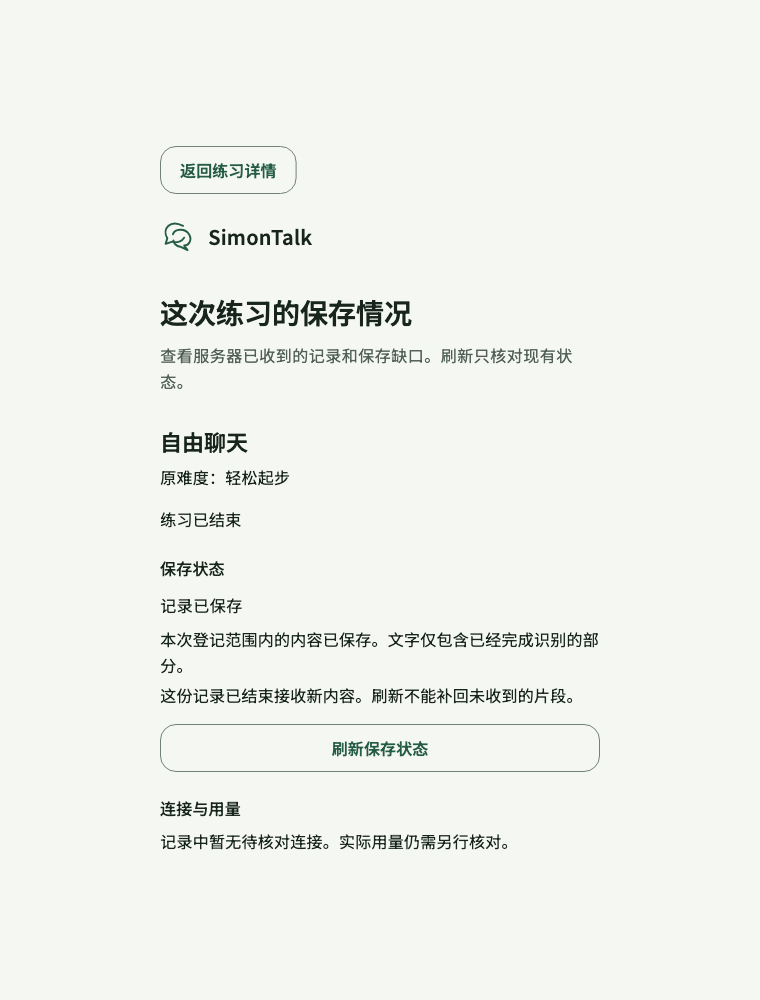 返回练习详情
SimonTalk
这次练习的保存情况
查看服务器已收到的记录和保存缺口。刷新只核对现有状
态。
自由聊天
原难度：轻松起步
练习已结束
保存状态
记录已保存
本次登记范围内的内容已保存。文字仅包含已经完成识别的部
分。
这份记录已结束接收新内容。刷新不能补回未收到的片段。
刷新保存状态
连接与用量
记录中暂无待核对连接。实际用量仍需另行核对。